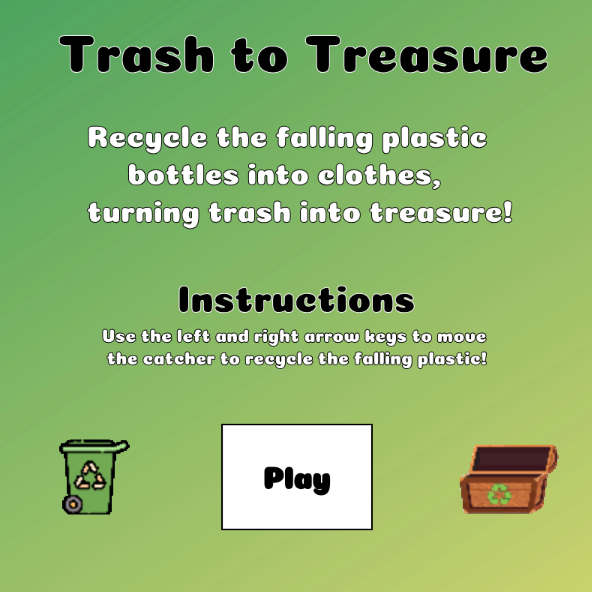 Trash to Treasure
Recycle the falling plastic
bottles into clothes,
turning trash into treasure!
Instructions
Use the left and right arrow keys to move
the catcher to recycle the falling plastic!
Play